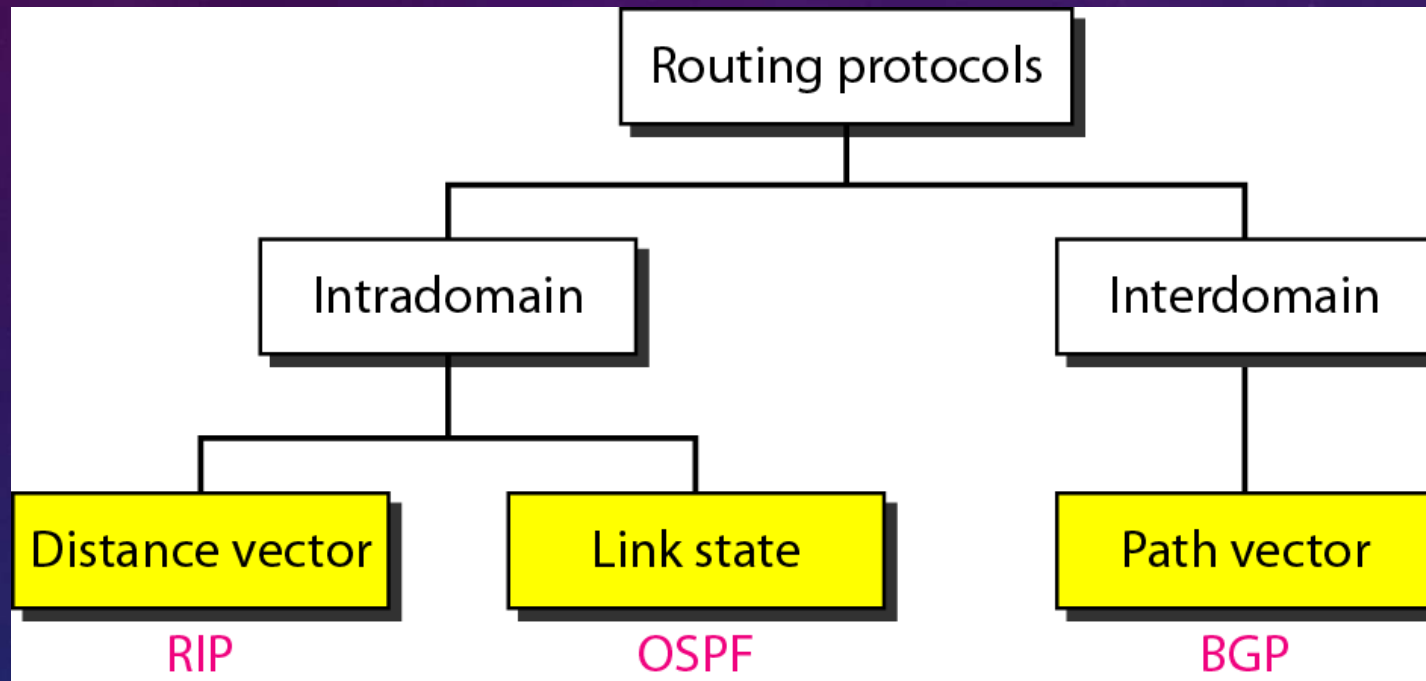 Routing protocols
Intradomain
Interdomain
Distance vector
Link state
Path vector
RIP
OSPF
BGP